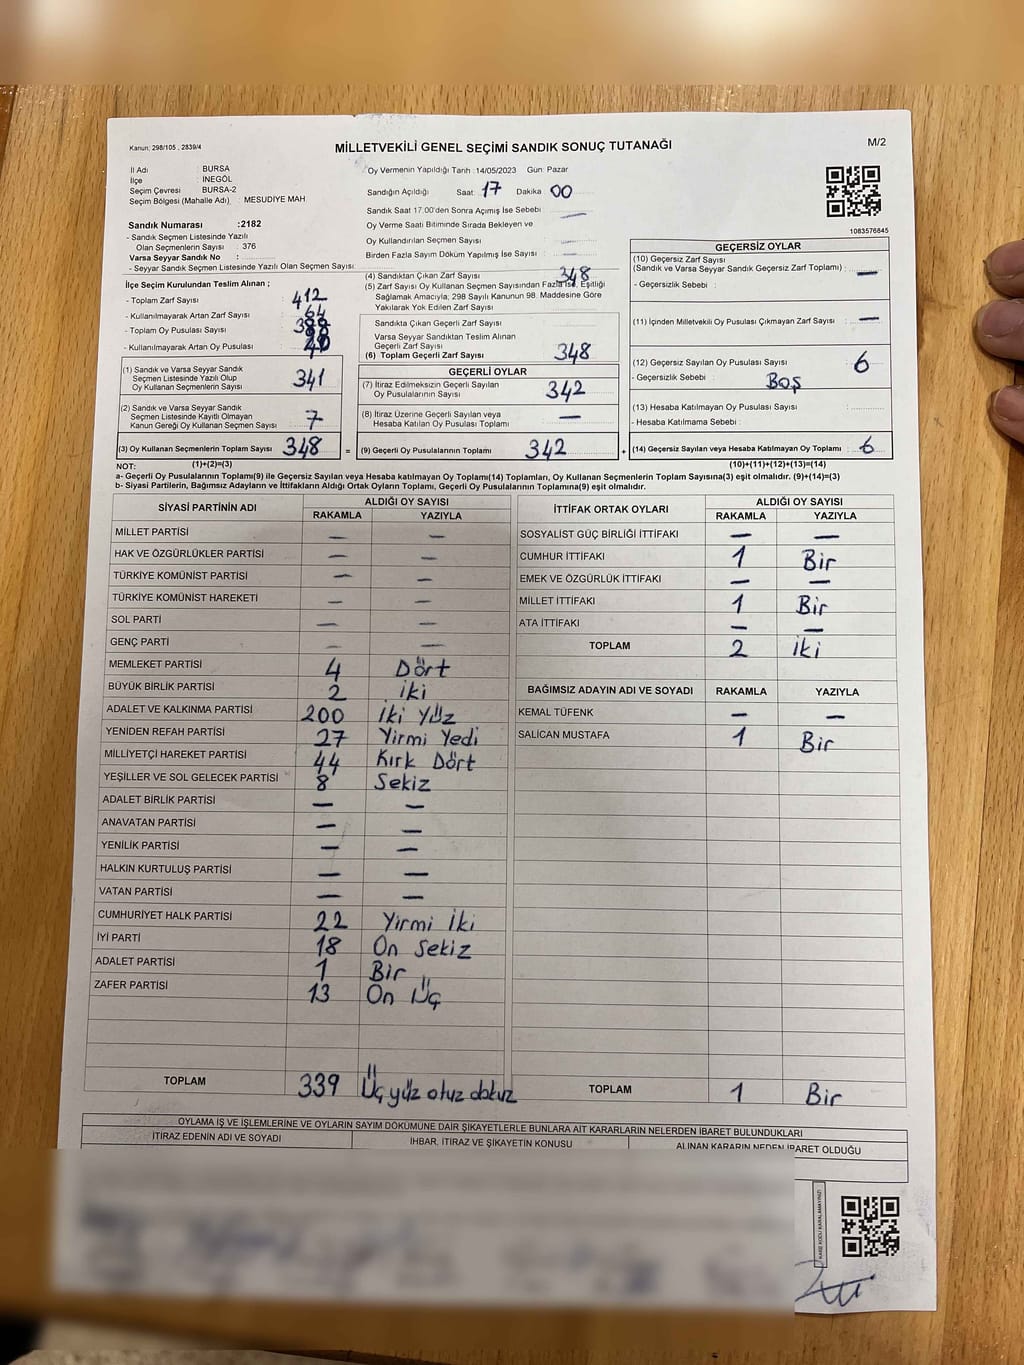 Kanun; 298/105 , 2839/4
MİLLETVEKİLİ GENEL SEÇİMİ SANDIK SONUÇ TUTANAĞI
M/2
İl Adı : BURSA
İlçe : İNEGÖL
Seçim Çevresi : BURSA-2
Seçim Bölgesi (Mahalle Adı) : MESUDİYE MAH
Sandık Numarası :2182
- Sandık Seçmen Listesinde Yazılı
Olan Seçmenlerin Sayısı : 376
Varsa Seyyar Sandık No :
- Seyyar Sandık Seçmen Listesinde Yazılı Olan Seçmen Sayısı:
İlçe Seçim Kurulundan Teslim Alınan ;
- Toplam Zarf Sayısı : 412
- Kullanılmayarak Artan Zarf Sayısı : 64
- Toplam Oy Pusulası Sayısı :
- Kullanılmayarak Artan Oy Pusulası :
(1) Sandık ve Varsa Seyyar Sandık
Seçmen Listesinde Yazılı Olup
Oy Kullanan Seçmenlerin Sayısı 341
(2) Sandık ve Varsa Seyyar Sandık
Seçmen Listesinde Kayıtlı Olmayan
Kanun Gereği Oy Kullanan Seçmen Sayısı : 7
(3) Oy Kullanan Seçmenlerin Toplam Sayısı 348
Oy Vermenin Yapıldığı Tarih :14/05/2023 Gün: Pazar
Sandığın Açıldığı Saat: 17 Dakika 00
Sandık Saat 17.00'den Sonra Açımış İse Sebebi : —
Oy Verme Saati Bitiminde Sırada Bekleyen ve
Oy Kullandırılan Seçmen Sayısı : —
Birden Fazla Sayım Döküm Yapılmış İse Sayısı : —
(4) Sandıktan Çıkan Zarf Sayısı : 348
(5) Zarf Sayısı Oy Kullanan Seçmen Sayısından Fazla İse, Eşitliği
Sağlamak Amacıyla; 298 Sayılı Kanunun 98. Maddesine Göre
Yakılarak Yok Edilen Zarf Sayısı :
Sandıkta Çıkan Geçerli Zarf Sayısı :
Varsa Seyyar Sandıktan Teslim Alınan
Geçerli Zarf Sayısı :
(6) Toplam Geçerli Zarf Sayısı : 348
GEÇERLİ OYLAR
(7) İtiraz Edilmeksizin Geçerli Sayılan
Oy Pusulalarının Sayısı : 342
(8) İtiraz Üzerine Geçerli Sayılan veya
Hesaba Katılan Oy Pusulası Toplamı : —
= (9) Geçerli Oy Pusulalarının Toplamı : 342 +
1083576845
GEÇERSİZ OYLAR
(10) Geçersiz Zarf Sayısı
(Sandık ve Varsa Seyyar Sandık Geçersiz Zarf Toplamı) : —
- Geçersizlik Sebebi :
(11) İçinden Milletvekili Oy Pusulası Çıkmayan Zarf Sayısı : —
(12) Geçersiz Sayılan Oy Pusulası Sayısı : 6
- Geçersizlik Sebebi : BOŞ
(13) Hesaba Katılmayan Oy Pusulası Sayısı :
- Hesaba Katılmama Sebebi :
(14) Geçersiz Sayılan veya Hesaba Katılmayan Oy Toplamı : 6
NOT: (1)+(2)=(3) (10)+(11)+(12)+(13)=(14)
a- Geçerli Oy Pusulalarının Toplamı(9) ile Geçersiz Sayılan veya Hesaba katılmayan Oy Toplamı(14) Toplamları, Oy Kullanan Seçmenlerin Toplam Sayısına(3) eşit olmalıdır. (9)+(14)=(3)
b- Siyasi Partilerin, Bağımsız Adayların ve İttifakların Aldığı Ortak Oyların Toplamı, Geçerli Oy Pusulalarının Toplamına(9) eşit olmalıdır.
SİYASİ PARTİNİN ADI ALDIĞI OY SAYISI
RAKAMLA YAZIYLA
MİLLET PARTİSİ — —
HAK VE ÖZGÜRLÜKLER PARTİSİ — —
TÜRKİYE KOMÜNİST PARTİSİ — —
TÜRKİYE KOMÜNİST HAREKETİ — —
SOL PARTİ — —
GENÇ PARTİ — —
MEMLEKET PARTİSİ 4 Dört
BÜYÜK BİRLİK PARTİSİ 2 iki
ADALET VE KALKINMA PARTİSİ 200 İki Yüz
YENİDEN REFAH PARTİSİ 27 Yirmi Yedi
MİLLİYETÇİ HAREKET PARTİSİ 44 Kırk Dört
YEŞİLLER VE SOL GELECEK PARTİSİ 8 Sekiz
ADALET BİRLİK PARTİSİ — —
ANAVATAN PARTİSİ — —
YENİLİK PARTİSİ — —
HALKIN KURTULUŞ PARTİSİ — —
VATAN PARTİSİ — —
CUMHURİYET HALK PARTİSİ 22 Yirmi İki
İYİ PARTİ 18 On Sekiz
ADALET PARTİSİ 1 Bir
ZAFER PARTİSİ 13 On Üç
TOPLAM 339 Üçyüz otuz dokuz
İTTİFAK ORTAK OYLARI ALDIĞI OY SAYISI
RAKAMLA YAZIYLA
SOSYALİST GÜÇ BİRLİĞİ İTTİFAKI — —
CUMHUR İTTİFAKI 1 Bir
EMEK VE ÖZGÜRLÜK İTTİFAKI — —
MİLLET İTTİFAKI 1 Bir
ATA İTTİFAKI — —
TOPLAM 2 İki
BAĞIMSIZ ADAYIN ADI VE SOYADI RAKAMLA YAZIYLA
KEMAL TÜFENK — —
SALİCAN MUSTAFA 1 Bir
TOPLAM 1 Bir
OYLAMA İŞ VE İŞLEMLERİNE VE OYLARIN SAYIM DÖKÜMÜNE DAİR ŞİKAYETLERLE BUNLARA AİT KARARLARIN NELERDEN İBARET BULUNDUKLARI
İTİRAZ EDENİN ADI VE SOYADI İHBAR, İTİRAZ VE ŞİKAYETİN KONUSU ALINAN KARARIN NEDEN İBARET OLDUĞU
KARE KODU KARALAMAYINIZ!